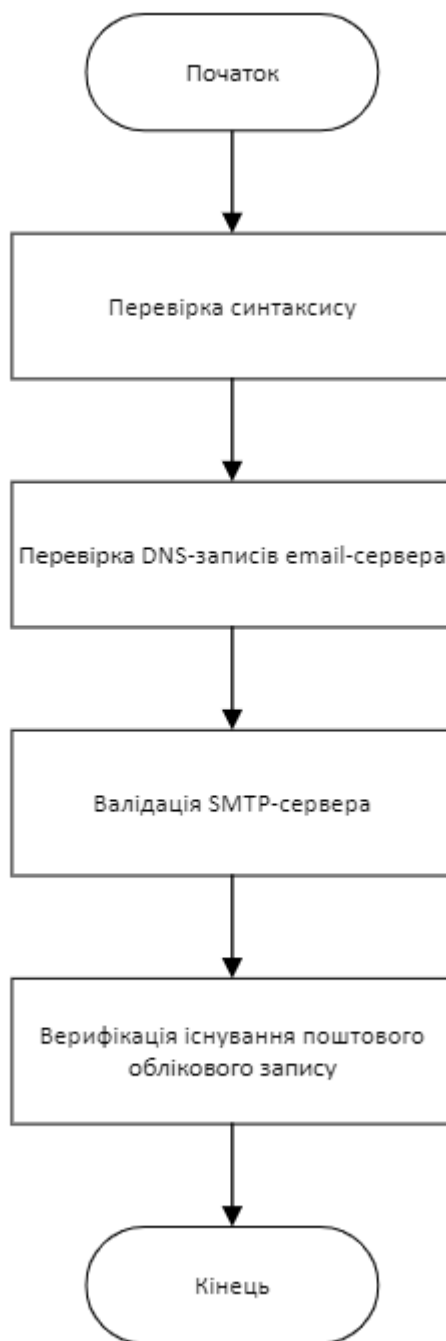 Початок
Перевірка синтаксису
Перевірка DNS-записів email-сервера
Валідація SMTP-сервера
Верифікація існування поштового
облікового запису
Кінець